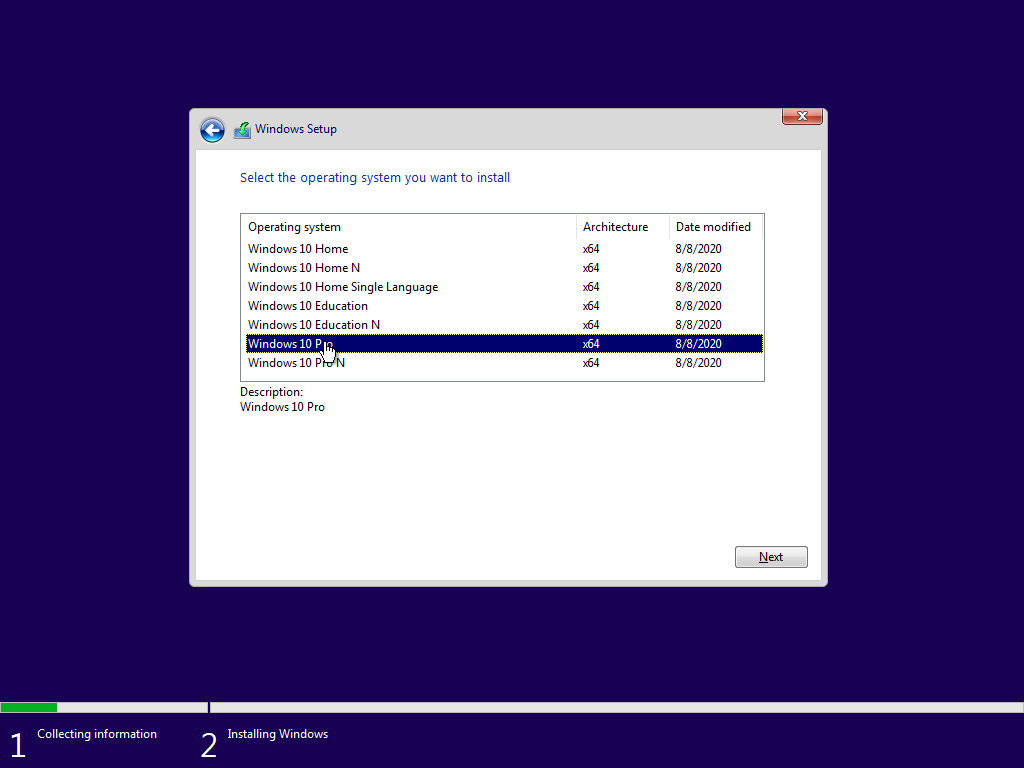 Windows Setup
Select the operating system you want to install
Operating system Architecture Date modified
Windows 10 Home x64 8/8/2020
Windows 10 Home N x64 8/8/2020
Windows 10 Home Single Language x64 8/8/2020
Windows 10 Education x64 8/8/2020
Windows 10 Education N x64 8/8/2020
Windows 10 Pro x64 8/8/2020
Windows 10 Pro N x64 8/8/2020
Description:
Windows 10 Pro
Next
1 Collecting information 2 Installing Windows